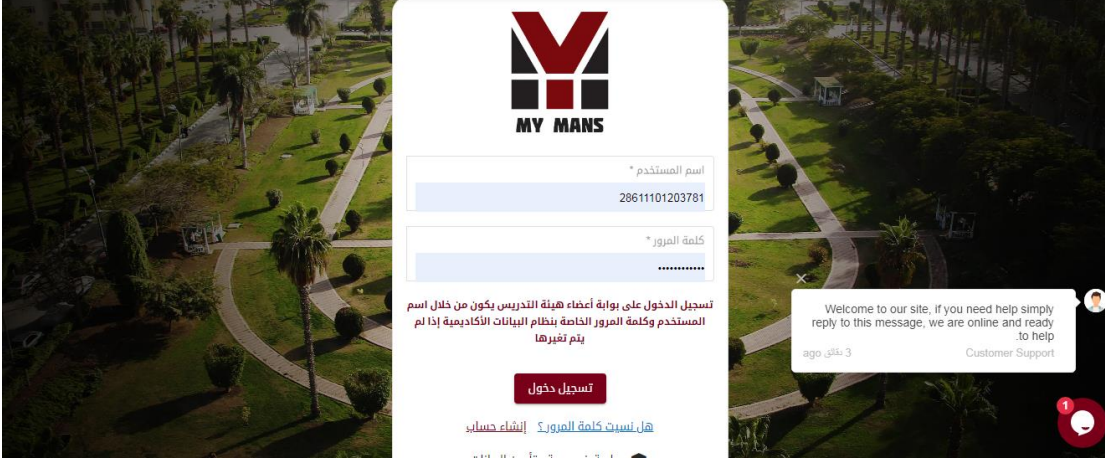 MY MANS
اسم المستخدم *
28611101203781
كلمة المرور *
••••••••••••
تسجيل الدخول على بوابة أعضاء هيئة التدريس يكون من خلال اسم
المستخدم وكلمة المرور الخاصة بنظام البيانات الأكاديمية إذا لم
يتم تغيرها
تسجيل دخول
هل نسيت كلمة المرور ؟ إنشاء حساب
Welcome to our site, if you need help simply
reply to this message, we are online and ready
.to help
3 دقائق ago Customer Support
1